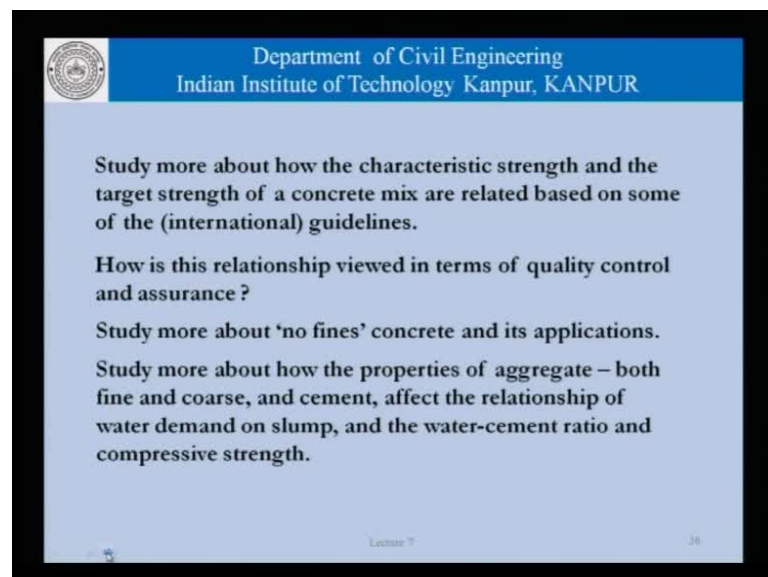 Department of Civil Engineering
Indian Institute of Technology Kanpur, KANPUR
Study more about how the characteristic strength and the
target strength of a concrete mix are related based on some
of the (international) guidelines.
How is this relationship viewed in terms of quality control
and assurance ?
Study more about ‘no fines’ concrete and its applications.
Study more about how the properties of aggregate – both
fine and coarse, and cement, affect the relationship of
water demand on slump, and the water-cement ratio and
compressive strength.
Lecture 7